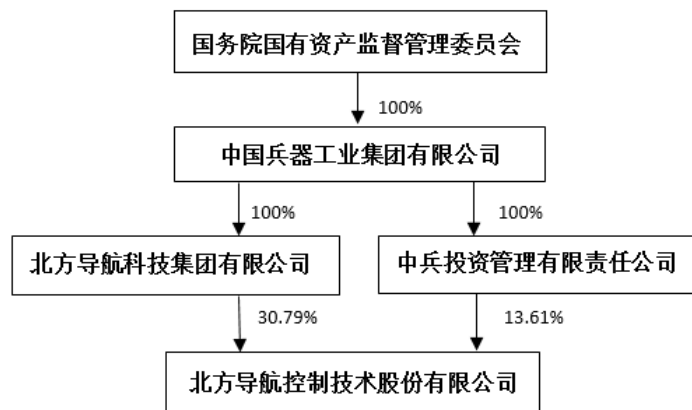 国务院国有资产监督管理委员会
100%
中国兵器工业集团有限公司
100%
100%
北方导航科技集团有限公司
中兵投资管理有限责任公司
30.79%
13.61%
北方导航控制技术股份有限公司